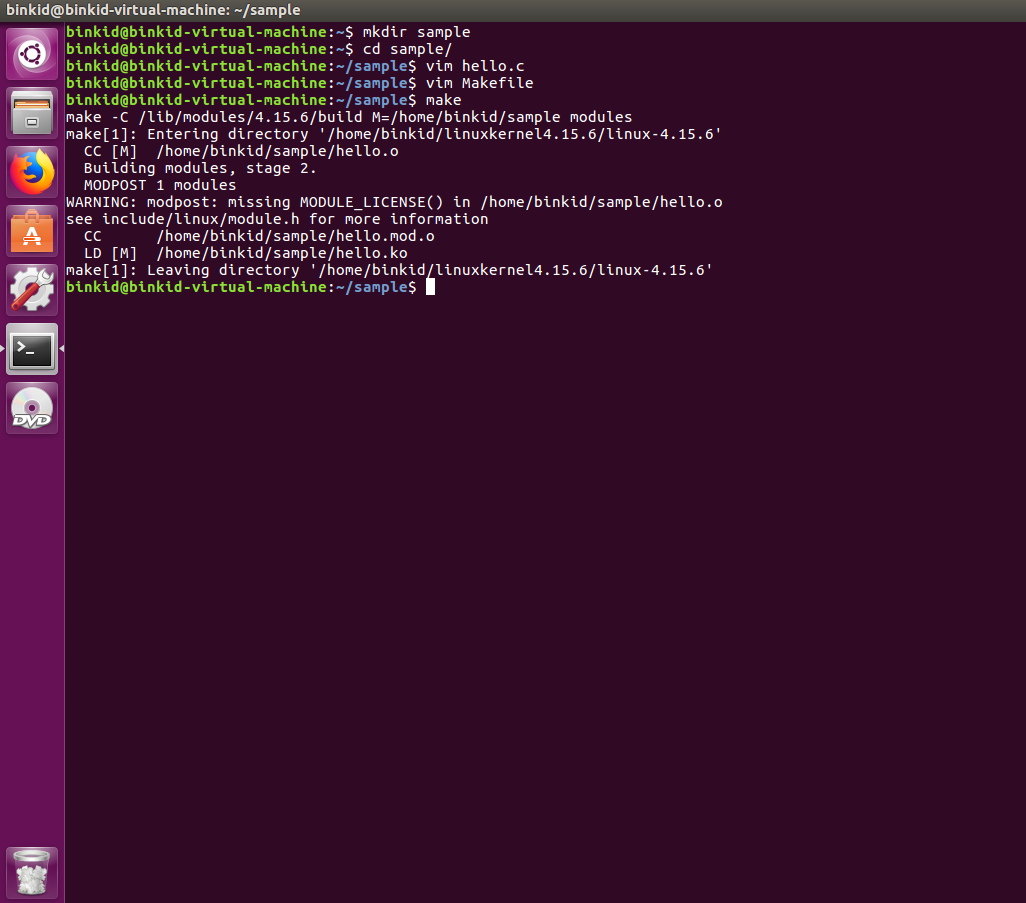 binkid@binkid-virtual-machine: ~/sample
binkid@binkid-virtual-machine:~$ mkdir sample
binkid@binkid-virtual-machine:~$ cd sample/
binkid@binkid-virtual-machine:~/sample$ vim hello.c
binkid@binkid-virtual-machine:~/sample$ vim Makefile
binkid@binkid-virtual-machine:~/sample$ make
make -C /lib/modules/4.15.6/build M=/home/binkid/sample modules
make[1]: Entering directory '/home/binkid/linuxkernel4.15.6/linux-4.15.6'
  CC [M]  /home/binkid/sample/hello.o
  Building modules, stage 2.
  MODPOST 1 modules
WARNING: modpost: missing MODULE_LICENSE() in /home/binkid/sample/hello.o
see include/linux/module.h for more information
  CC      /home/binkid/sample/hello.mod.o
  LD [M]  /home/binkid/sample/hello.ko
make[1]: Leaving directory '/home/binkid/linuxkernel4.15.6/linux-4.15.6'
binkid@binkid-virtual-machine:~/sample$
>_
DVD